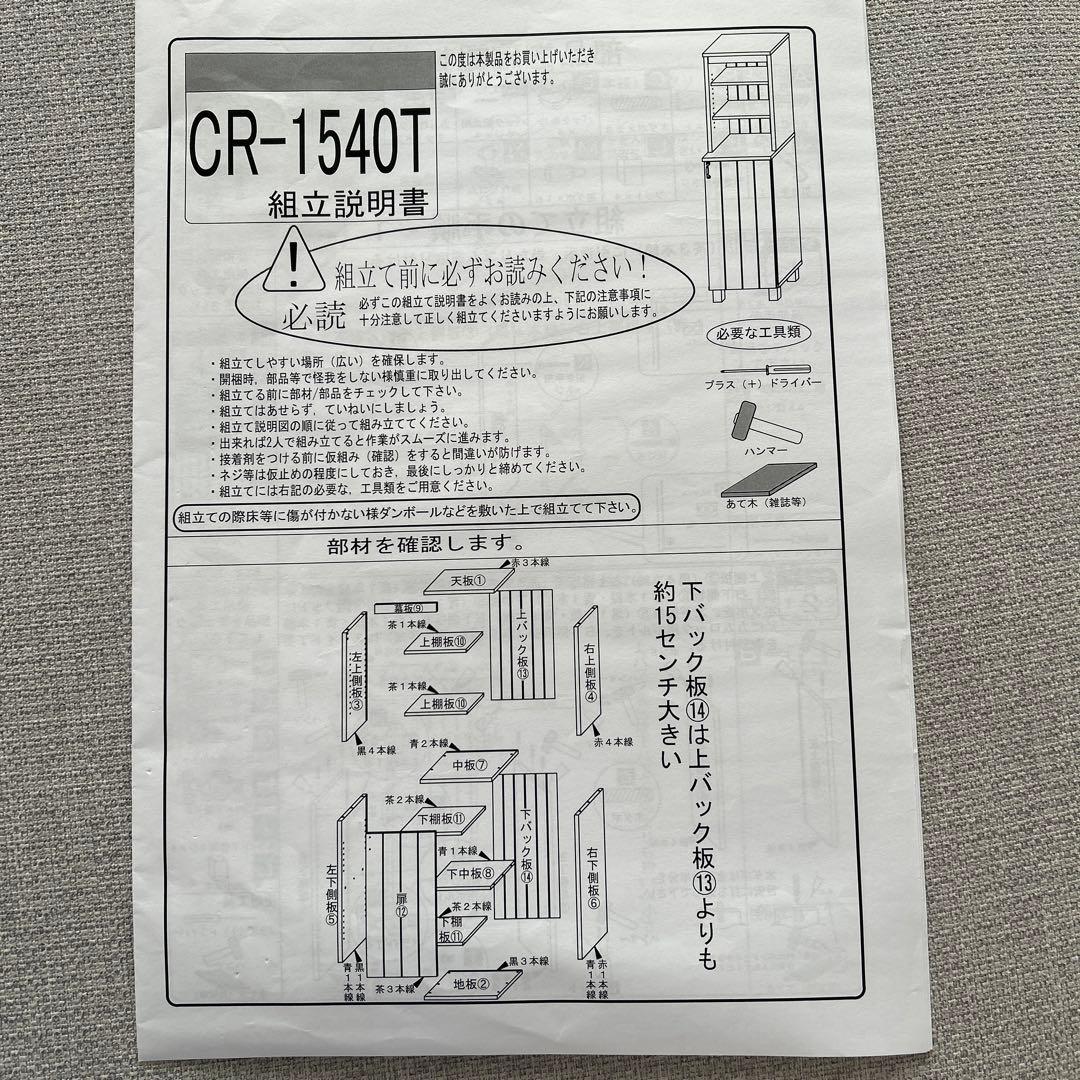 この度は本製品をお買い上げいただき
誠にありがとうございます。
CR-1540T
組立説明書
!
組立て前に必ずお読みください！
必読
必ずこの組立て説明書をよくお読みの上、下記の注意事項に
十分注意して正しく組立てくださいますようにお願いします。
・組立てしやすい場所（広い）を確保します。
・開梱時，部品等で怪我をしない様慎重に取り出してください。
・組立てる前に部材/部品をチェックして下さい。
・組立てはあせらず，ていねいにしましょう。
・組立て説明図の順に従って組み立ててください。
・出来れば2人で組み立てると作業がスムーズに進みます。
・接着剤をつける前に仮組み（確認）をすると間違いが防げます。
・ネジ等は仮止めの程度にしておき，最後にしっかりと締めてください。
・組立てには右記の必要な，工具類をご用意ください。
必要な工具類
プラス（＋）ドライバー
ハンマー
あて木（雑誌等）
組立ての際床等に傷が付かない様ダンボールなどを敷いた上で組立てて下さい。
部材を確認します。
赤３本線
天板①
幕板⑨
茶１本線
上棚板⑩
上バック板⑬
左上側板③
右上側板④
茶１本線
上棚板⑩
黒４本線
赤４本線
青２本線
中板⑦
茶２本線
下棚板⑪
下バック板⑭
青１本線
下中板⑧
左下側板⑤
扉⑫
右下側板⑥
茶２本線
下棚
板⑪
黒３本線
地板②
茶３本線
青１本線
黒１本線
青１本線
赤１本線
下バック板⑭は上バック板⑬よりも
約15センチ大きい